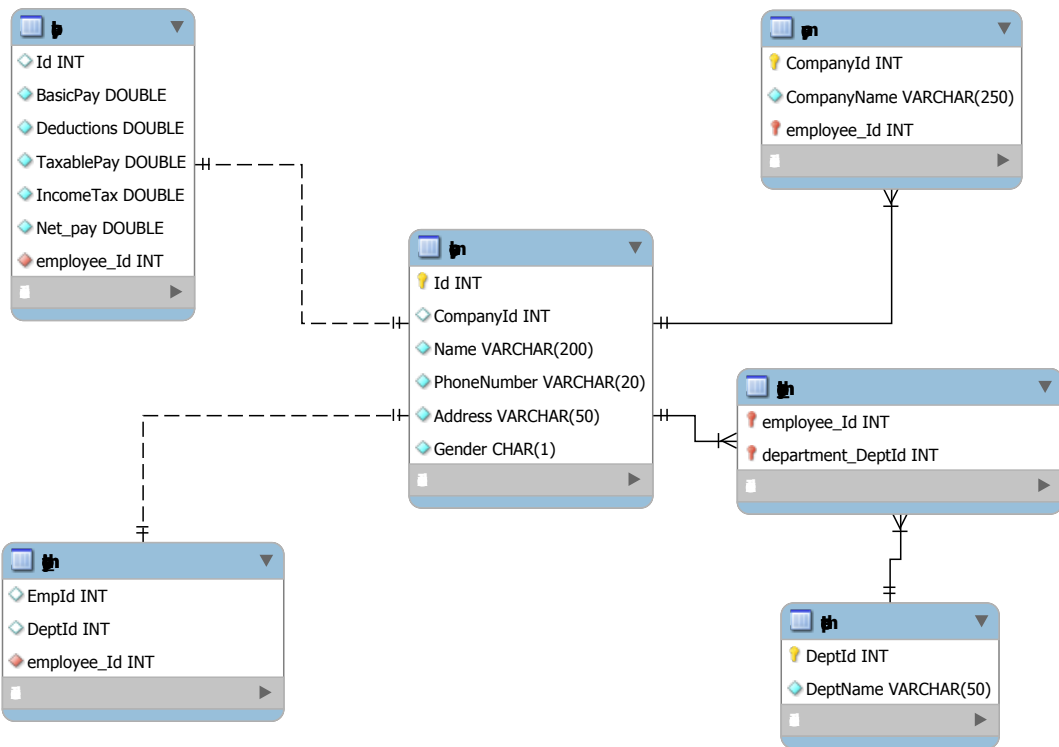 Id INT
BasicPay DOUBLE
Deductions DOUBLE
TaxablePay DOUBLE
IncomeTax DOUBLE
Net_pay DOUBLE
employee_Id INT
CompanyId INT
CompanyName VARCHAR(250)
employee_Id INT
Id INT
CompanyId INT
Name VARCHAR(200)
PhoneNumber VARCHAR(20)
Address VARCHAR(50)
Gender CHAR(1)
employee_Id INT
department_DeptId INT
EmpId INT
DeptId INT
employee_Id INT
DeptId INT
DeptName VARCHAR(50)